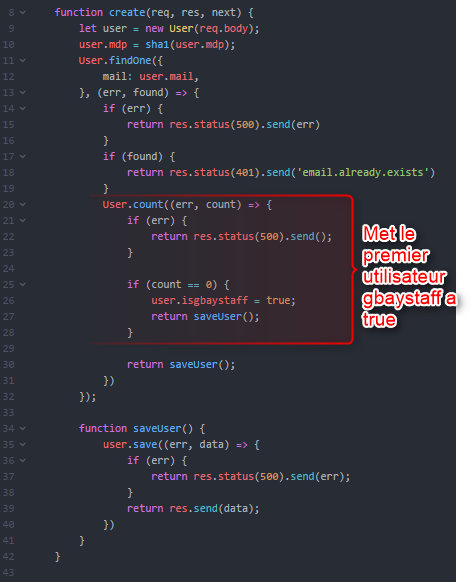 8 function create(req, res, next) {
9 let user = new User(req.body);
10 user.mdp = sha1(user.mdp);
11 User.findOne({
12 mail: user.mail,
13 }, (err, found) => {
14 if (err) {
15 return res.status(500).send(err)
16 }
17 if (found) {
18 return res.status(401).send('email.already.exists')
19 }
20 User.count((err, count) => {
21 if (err) {
22 return res.status(500).send();
23 }
24
25 if (count == 0) {
26 user.isgbaystaff = true;
27 return saveUser();
28 }
29
30 return saveUser();
31 })
32 });
33
34 function saveUser() {
35 user.save((err, data) => {
36 if (err) {
37 return res.status(500).send(err);
38 }
39 return res.send(data);
40 })
41 }
42 }
43
Met le
premier
utilisateur
gbaystaff a
true